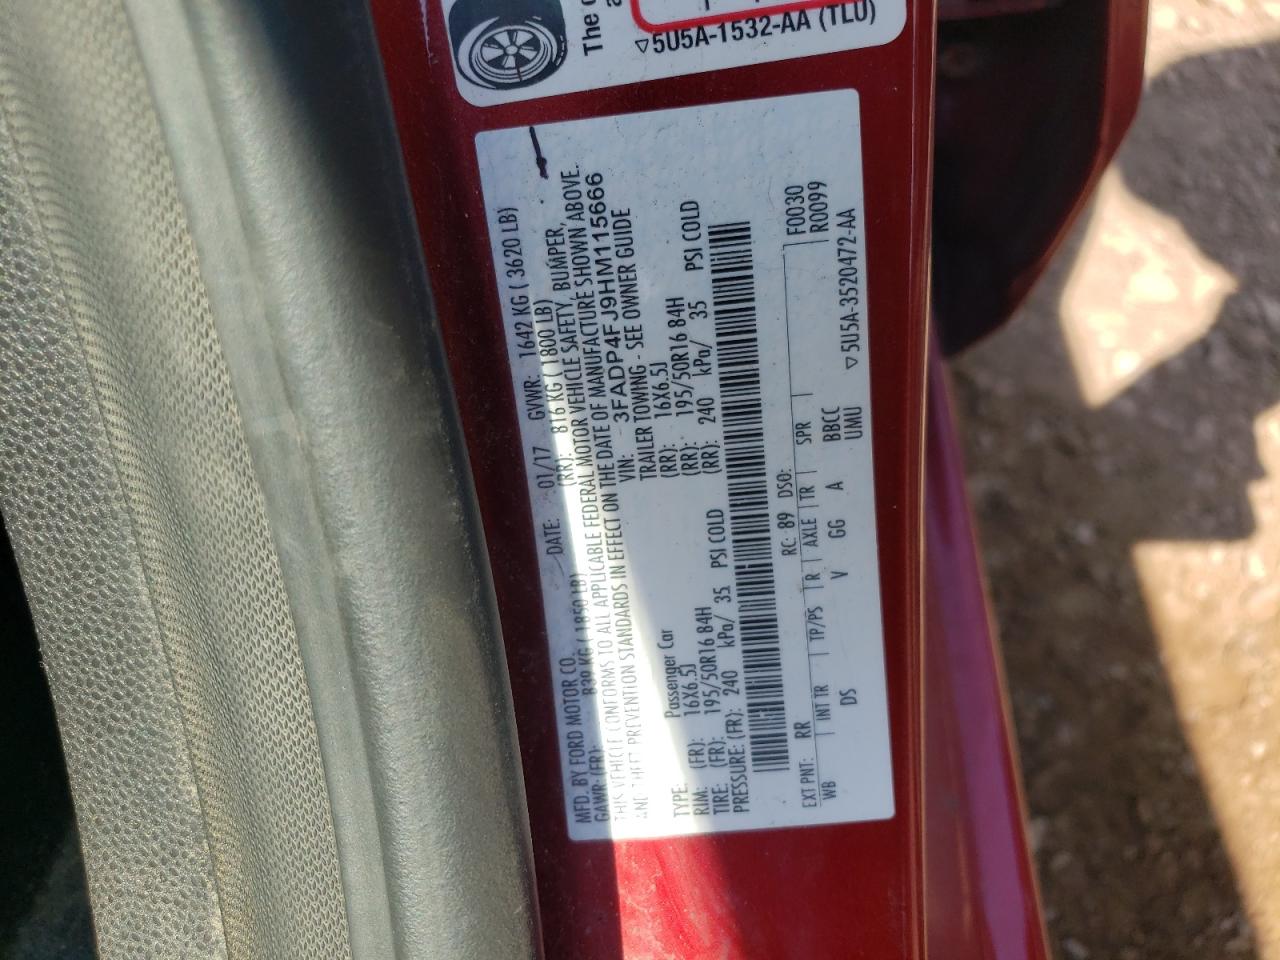 The
5U5A-1532-AA (TLU)
MFD. BY FORD MOTOR CO. DATE: 01/17 GVWR: 1642 KG ( 3620 LB)
GAWR: (FR): 839 KG ( 1850 LB) (RR): 816 KG ( 1800 LB)
THIS VEHICLE CONFORMS TO ALL APPLICABLE FEDERAL MOTOR VEHICLE SAFETY, BUMPER,
AND THEFT PREVENTION STANDARDS IN EFFECT ON THE DATE OF MANUFACTURE SHOWN ABOVE.
VIN: 3FADP4FJ9HM115666
TYPE: Passenger Car TRAILER TOWING - SEE OWNER GUIDE
RIM: (FR): 16X6.5J (RR): 16X6.5J
TIRE: (FR): 195/50R16 84H (RR): 195/50R16 84H
PRESSURE: (FR): 240 kPa/ 35 PSI COLD (RR): 240 kPa/ 35 PSI COLD
EXT PNT: RR RC: 89 DSO: F0030
WB INT TR TP/PS R AXLE TR SPR R0099
DS V GG A BBCC
UMU
5U5A-3520472-AA